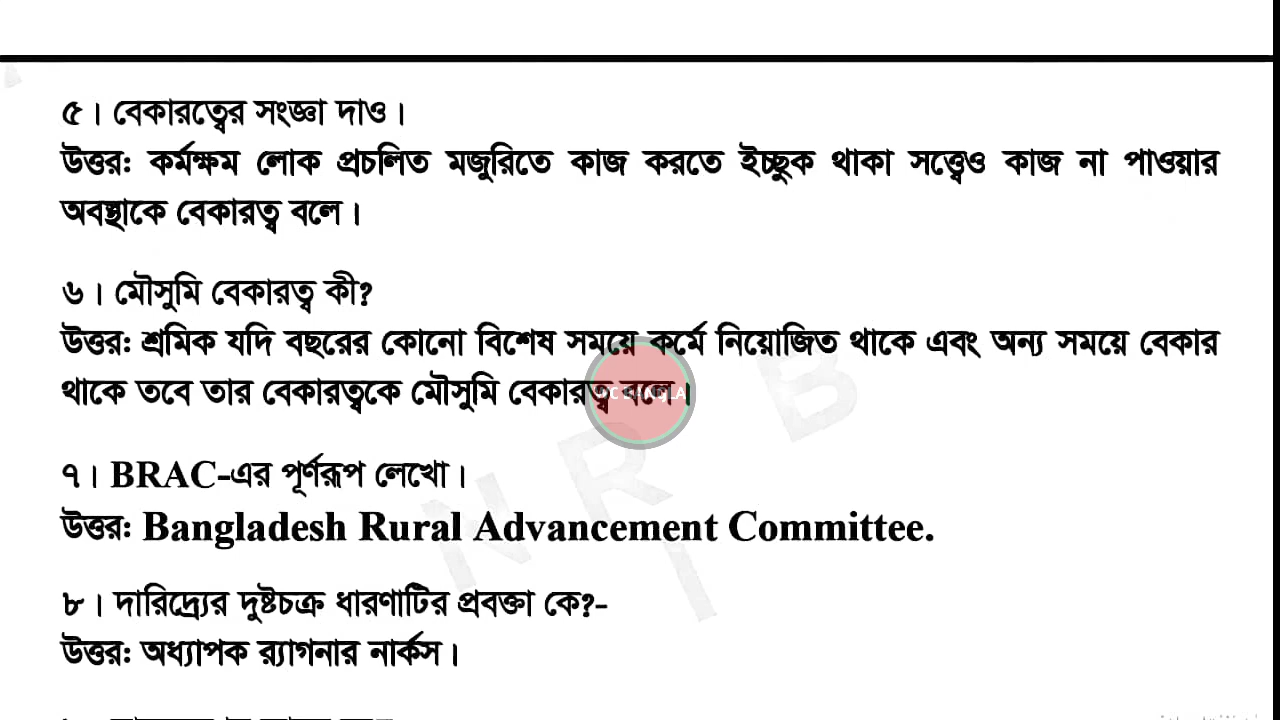 ৫। বেকারত্বের সংজ্ঞা দাও।
উত্তর: কর্মক্ষম লোক প্রচলিত মজুরিতে কাজ করতে ইচ্ছুক থাকা সত্ত্বেও কাজ না পাওয়ার
অবস্থাকে বেকারত্ব বলে।
৬। মৌসুমি বেকারত্ব কী?
উত্তর: শ্রমিক যদি বছরের কোনো বিশেষ সময়ে কর্মে নিয়োজিত থাকে এবং অন্য সময়ে বেকার
থাকে তবে তার বেকারত্বকে মৌসুমি বেকারত্ব বলে।
৭। BRAC-এর পূর্ণরূপ লেখো।
উত্তর: Bangladesh Rural Advancement Committee.
৮। দারিদ্র্যের দুষ্টচক্র ধারণাটির প্রবক্তা কে?-
উত্তর: অধ্যাপক র‍্যাগনার নার্কস।